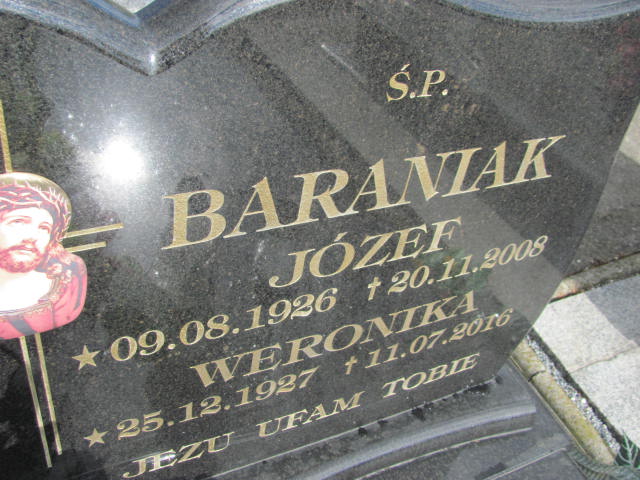 Ś.P.
BARANIAK
JÓZEF
★ 09.08.1926 † 20.11.2008
WERONIKA
★ 25.12.1927 † 11.07.2016
JEZU UFAM TOBIE